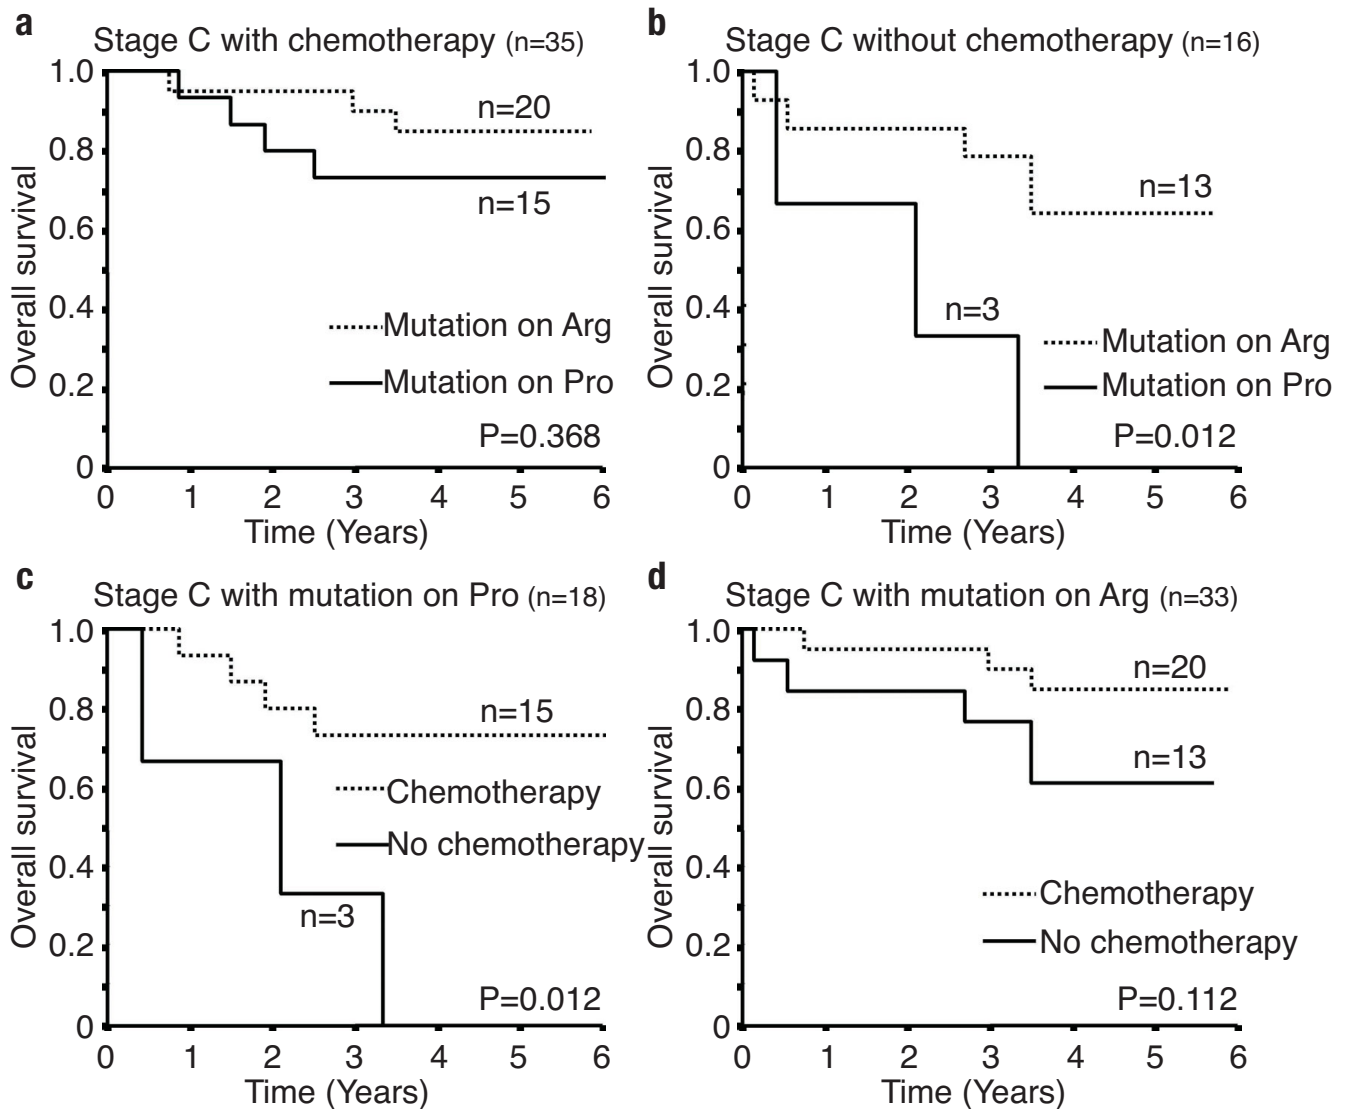 a
Stage C with chemotherapy (n=35)
1.0
0.8
0.6
0.4
0.2
0
Overall survival
n=20
n=15
Mutation on Arg
Mutation on Pro
P=0.368
0 1 2 3 4 5 6
Time (Years)
b
Stage C without chemotherapy (n=16)
1.0
0.8
0.6
0.4
0.2
0
Overall survival
n=13
n=3
Mutation on Arg
Mutation on Pro
P=0.012
0 1 2 3 4 5 6
Time (Years)
c
Stage C with mutation on Pro (n=18)
1.0
0.8
0.6
0.4
0.2
0
Overall survival
n=15
Chemotherapy
No chemotherapy
n=3
P=0.012
0 1 2 3 4 5 6
Time (Years)
d
Stage C with mutation on Arg (n=33)
1.0
0.8
0.6
0.4
0.2
0
Overall survival
n=20
n=13
Chemotherapy
No chemotherapy
P=0.112
0 1 2 3 4 5 6
Time (Years)